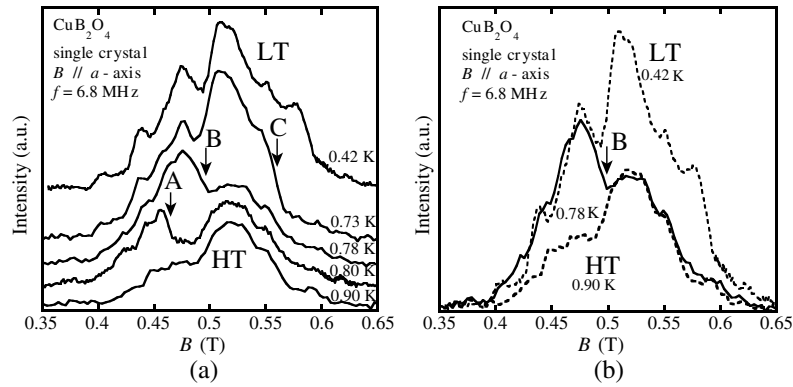 (a)
CuB2O4
single crystal
B // a - axis
f = 6.8 MHz
LT
A
B
C
HT
0.42 K
0.73 K
0.78 K
0.80 K
0.90 K
Intensity (a.u.)
0.35 0.4 0.45 0.5 0.55 0.6 0.65
B (T)
(a)
(b)
CuB2O4
single crystal
B // a - axis
f = 6.8 MHz
LT
0.42 K
B
0.78 K
HT
0.90 K
Intensity (a.u.)
0.35 0.4 0.45 0.5 0.55 0.6 0.65
B (T)
(b)